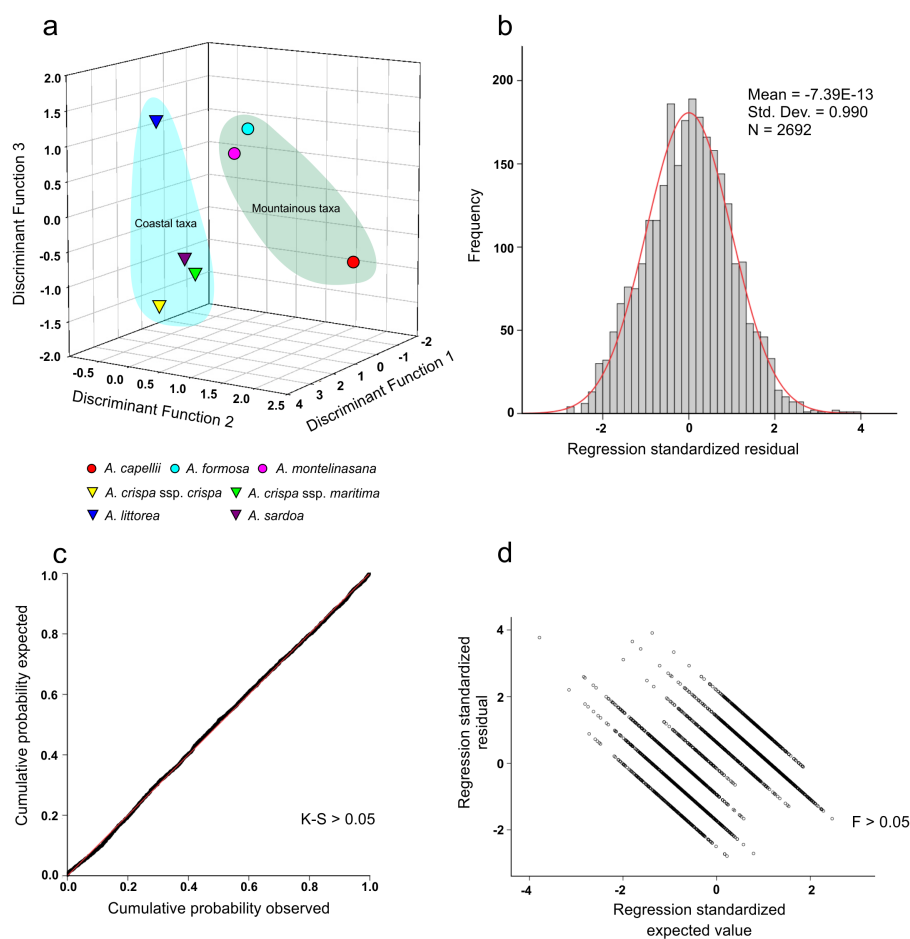 a
2.0
1.5
1.0
0.5
0.0
-0.5
-1.0
-1.5
-2.0
Discriminant Function 3
Coastal taxa
Mountainous taxa
-0.5 0.0 0.5 1.0 1.5 2.0 2.5
Discriminant Function 2
4 3 2 1 0 -1 -2
Discriminant Function 1
A. capellii A. formosa A. montelinasana
A. crispa ssp. crispa A. crispa ssp. maritima
A. littorea A. sardoa
b
Mean = -7.39E-13
Std. Dev. = 0.990
N = 2692
200
150
100
50
0
Frequency
-2 0 2 4
Regression standardized residual
c
1.0
0.8
0.6
0.4
0.2
0.0
Cumulative probability expected
K-S > 0.05
0.0 0.2 0.4 0.6 0.8 1.0
Cumulative probability observed
d
4
2
0
-2
Regression standardized
residual
F > 0.05
-4 -2 0 2
Regression standardized
expected value